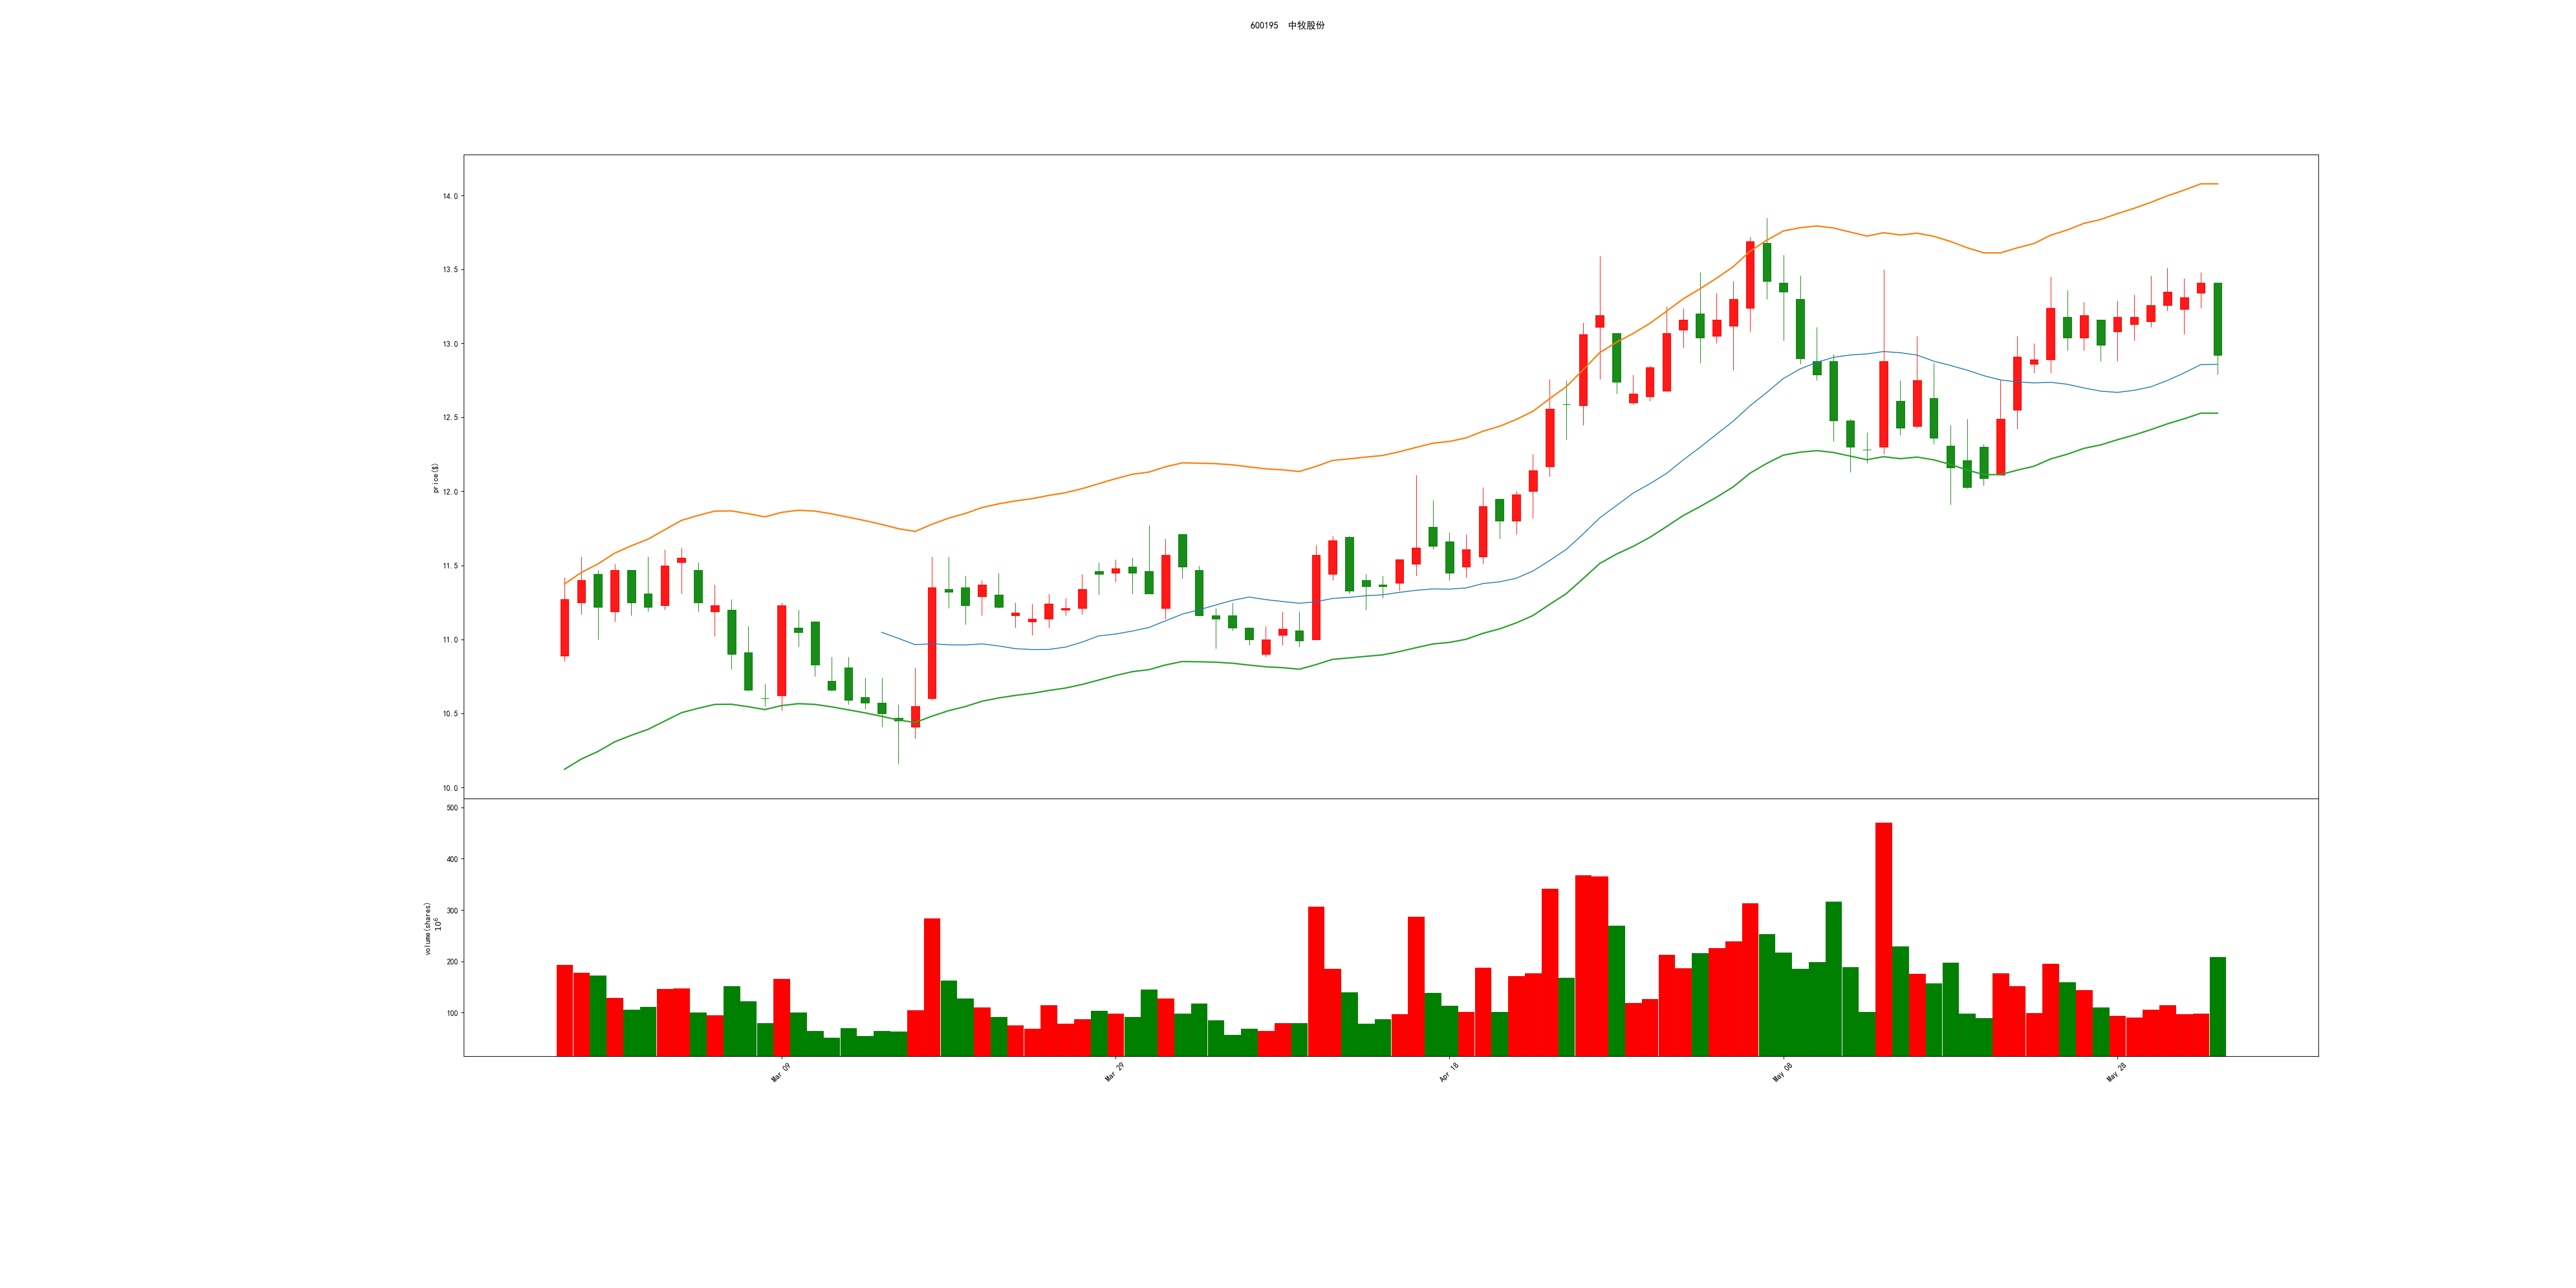 600195 中牧股份
price($)
14.0
13.5
13.0
12.5
12.0
11.5
11.0
10.5
10.0
volume(shares)
10⁶
500
400
300
200
100
Mar 09
Mar 29
Apr 18
May 08
May 28